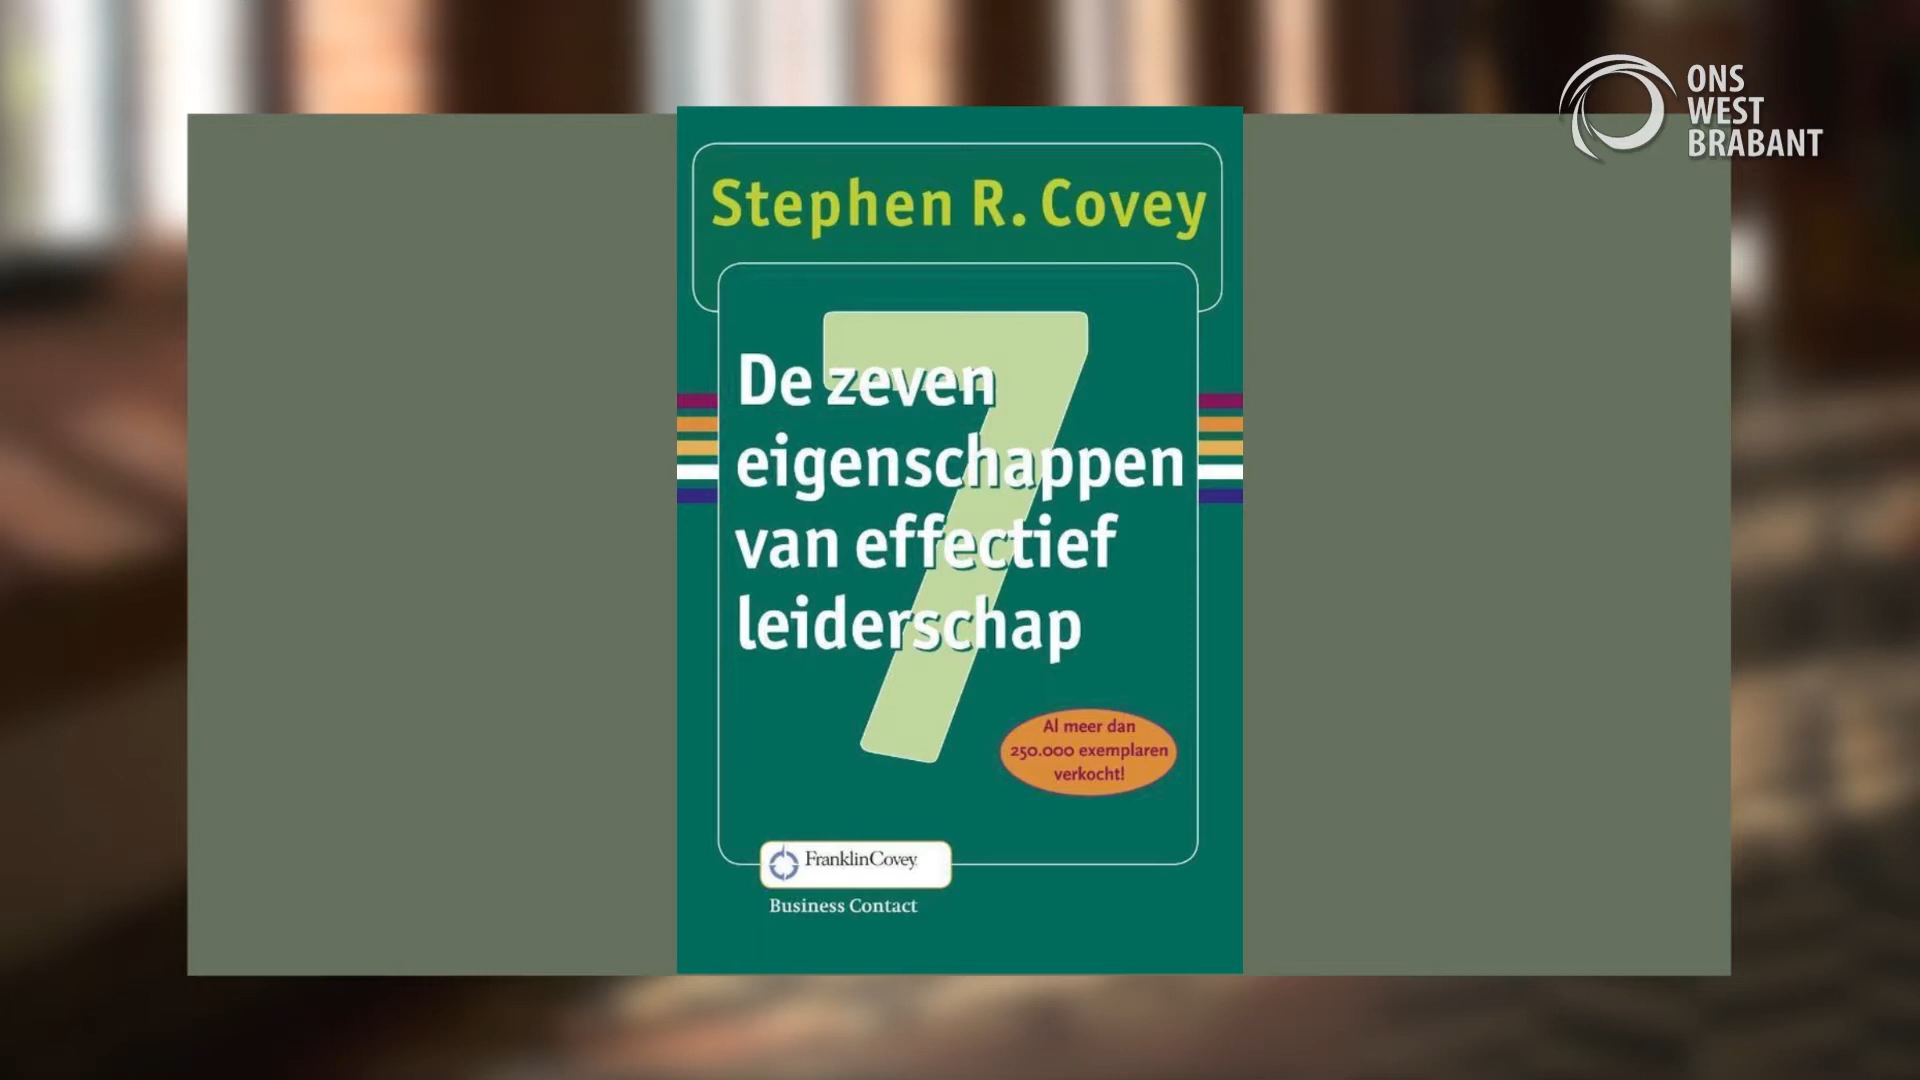 ONS
WEST
BRABANT
Stephen R. Covey
7
De zeven
eigenschappen
van effectief
leiderschap
Al meer dan
250.000 exemplaren
verkocht!
FranklinCovey
Business Contact